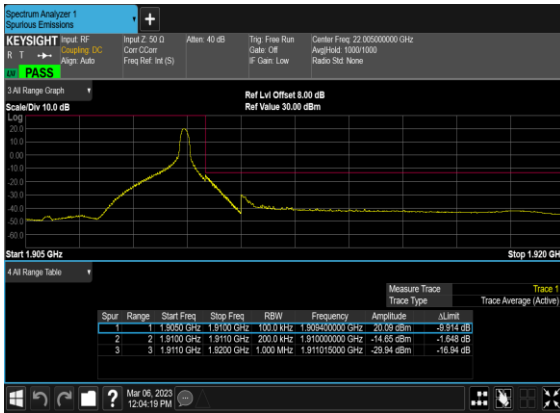 Spectrum Analyzer 1
Spurious Emissions
+
KEYSIGHT Input: RF Input Z: 50 Ω Atten: 40 dB Trig: Free Run Center Freq: 22.005000000 GHz
R T Coupling: DC Corr CCorr Gate: Off Avg|Hold: 1000/1000
Align: Auto Freq Ref: Int (S) IF Gain: Low Radio Std: None
PASS
3 All Range Graph
Scale/Div 10.0 dB Ref Lvl Offset 8.00 dB
Ref Value 30.00 dBm
Log
20.0
10.0
0.00
-10.0
-20.0
-30.0
-40.0
-50.0
-60.0
Start 1.905 GHz Stop 1.920 GH
4 All Range Table
Measure Trace Trace 1
Trace Type Trace Average (Active)
Spur Range Start Freq Stop Freq RBW Frequency Amplitude ΔLimit
1 1 1.9050 GHz 1.9100 GHz 100.0 kHz 1.909400000 GHz 20.09 dBm -9.914 dB
2 2 1.9100 GHz 1.9110 GHz 200.0 kHz 1.910000000 GHz -14.65 dBm -1.648 dB
3 3 1.9110 GHz 1.9200 GHz 1.000 MHz 1.911015000 GHz -29.94 dBm -16.94 dB
? Mar 06, 2023
12:04:19 PM